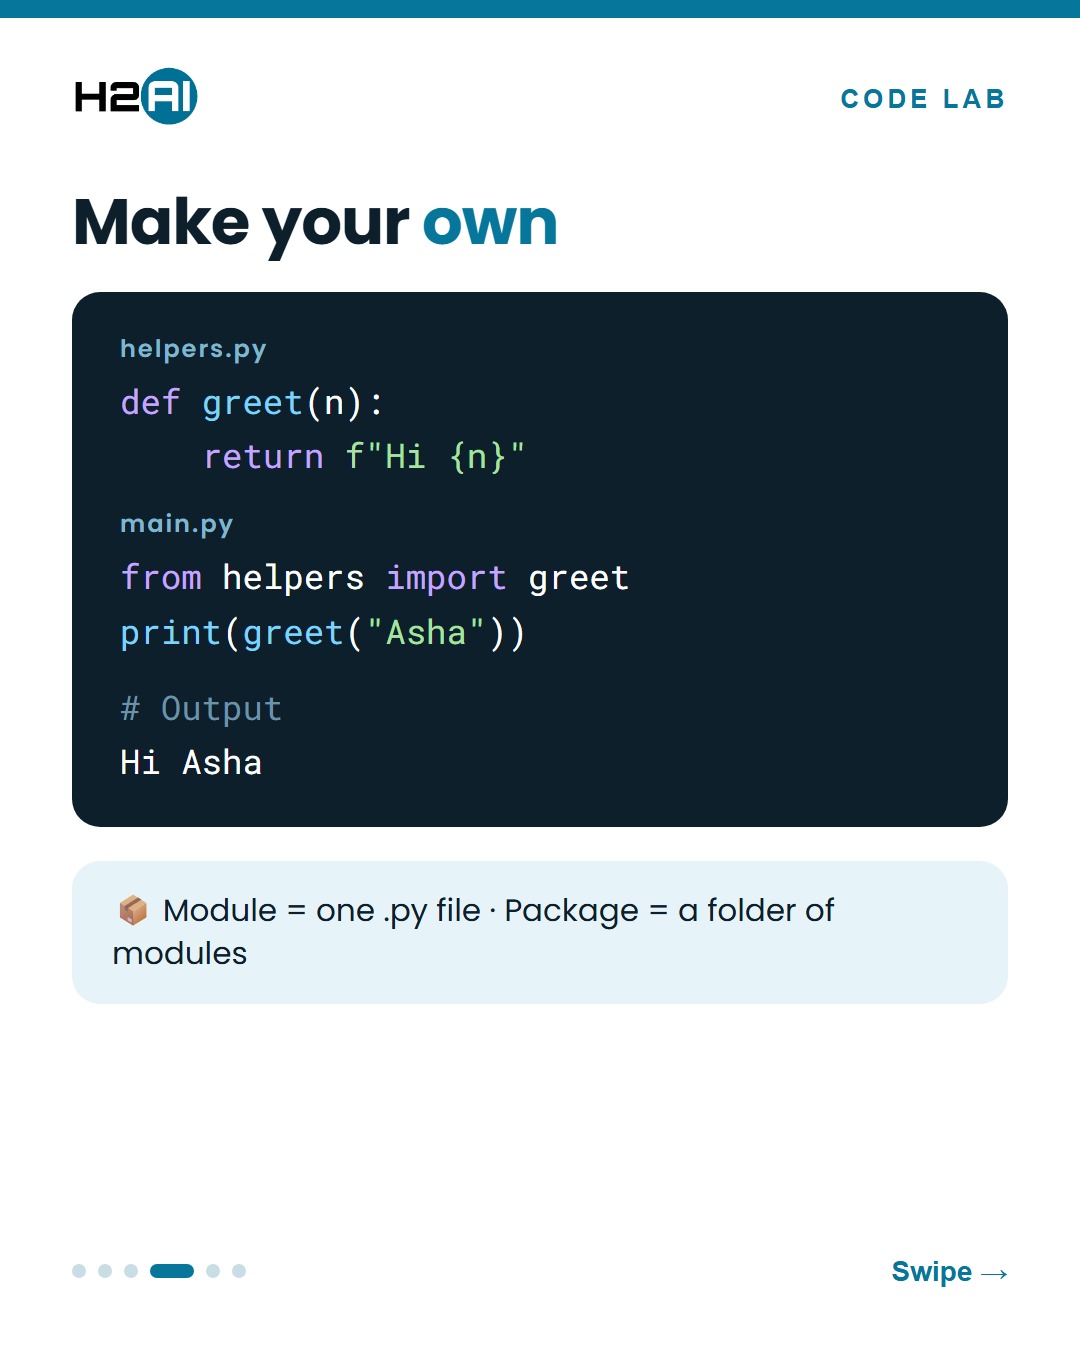 H2AI
CODE LAB
Make your own
helpers.py
def greet(n):
    return f"Hi {n}"
main.py
from helpers import greet
print(greet("Asha"))
# Output
Hi Asha
📦 Module = one .py file · Package = a folder of
modules
Swipe →